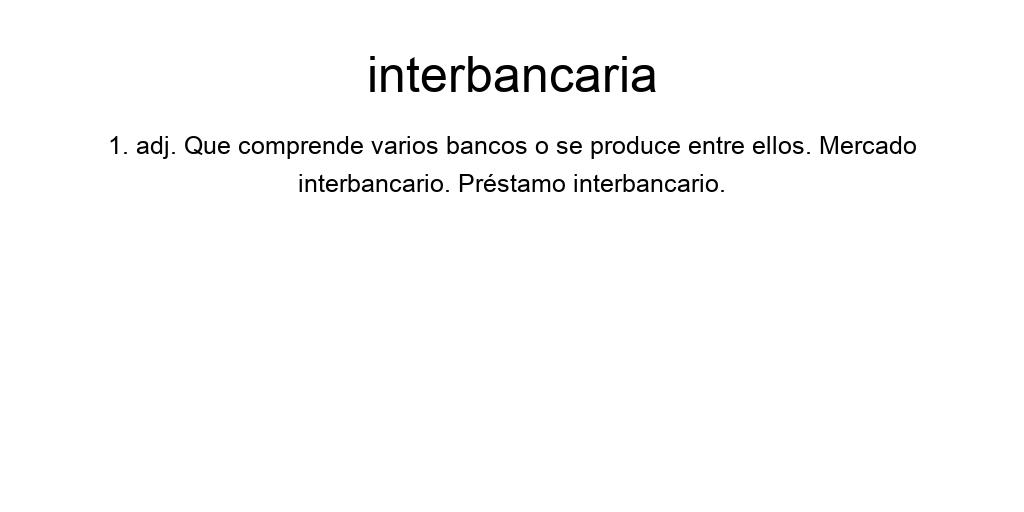 interbancaria
1. adj. Que comprende varios bancos o se produce entre ellos. Mercado
interbancario. Préstamo interbancario.